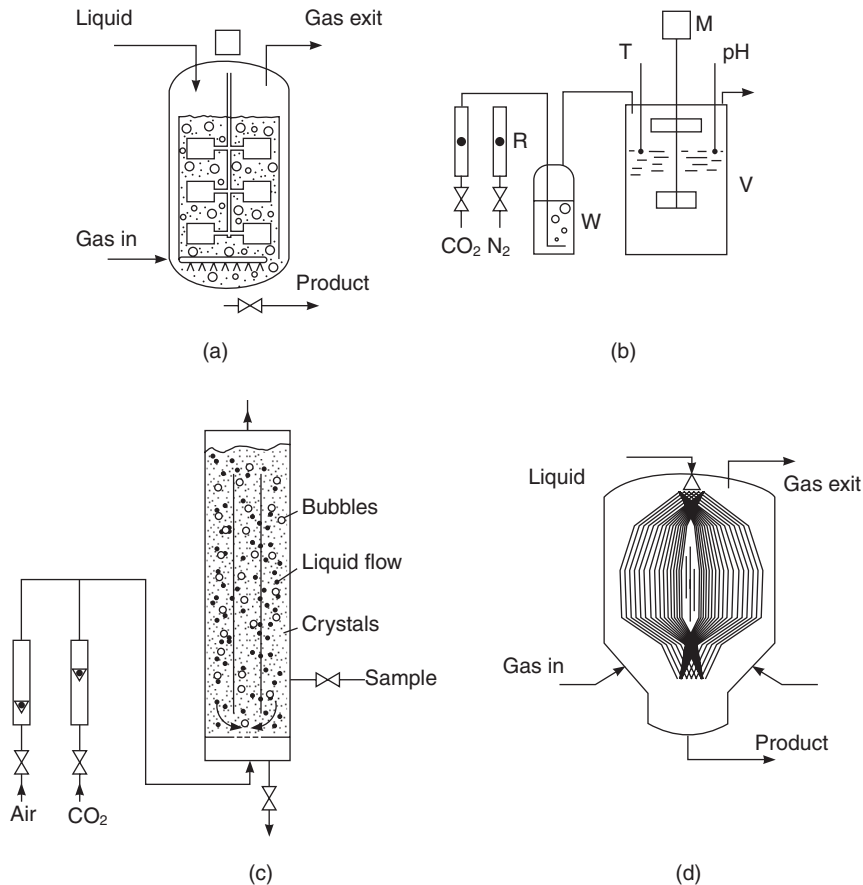 Liquid
Gas exit
Gas in
Product
(a)
M
T
pH
R
V
W
CO₂ N₂
(b)
Bubbles
Liquid flow
Crystals
Sample
Air
CO₂
(c)
Liquid
Gas exit
Gas in
Product
(d)